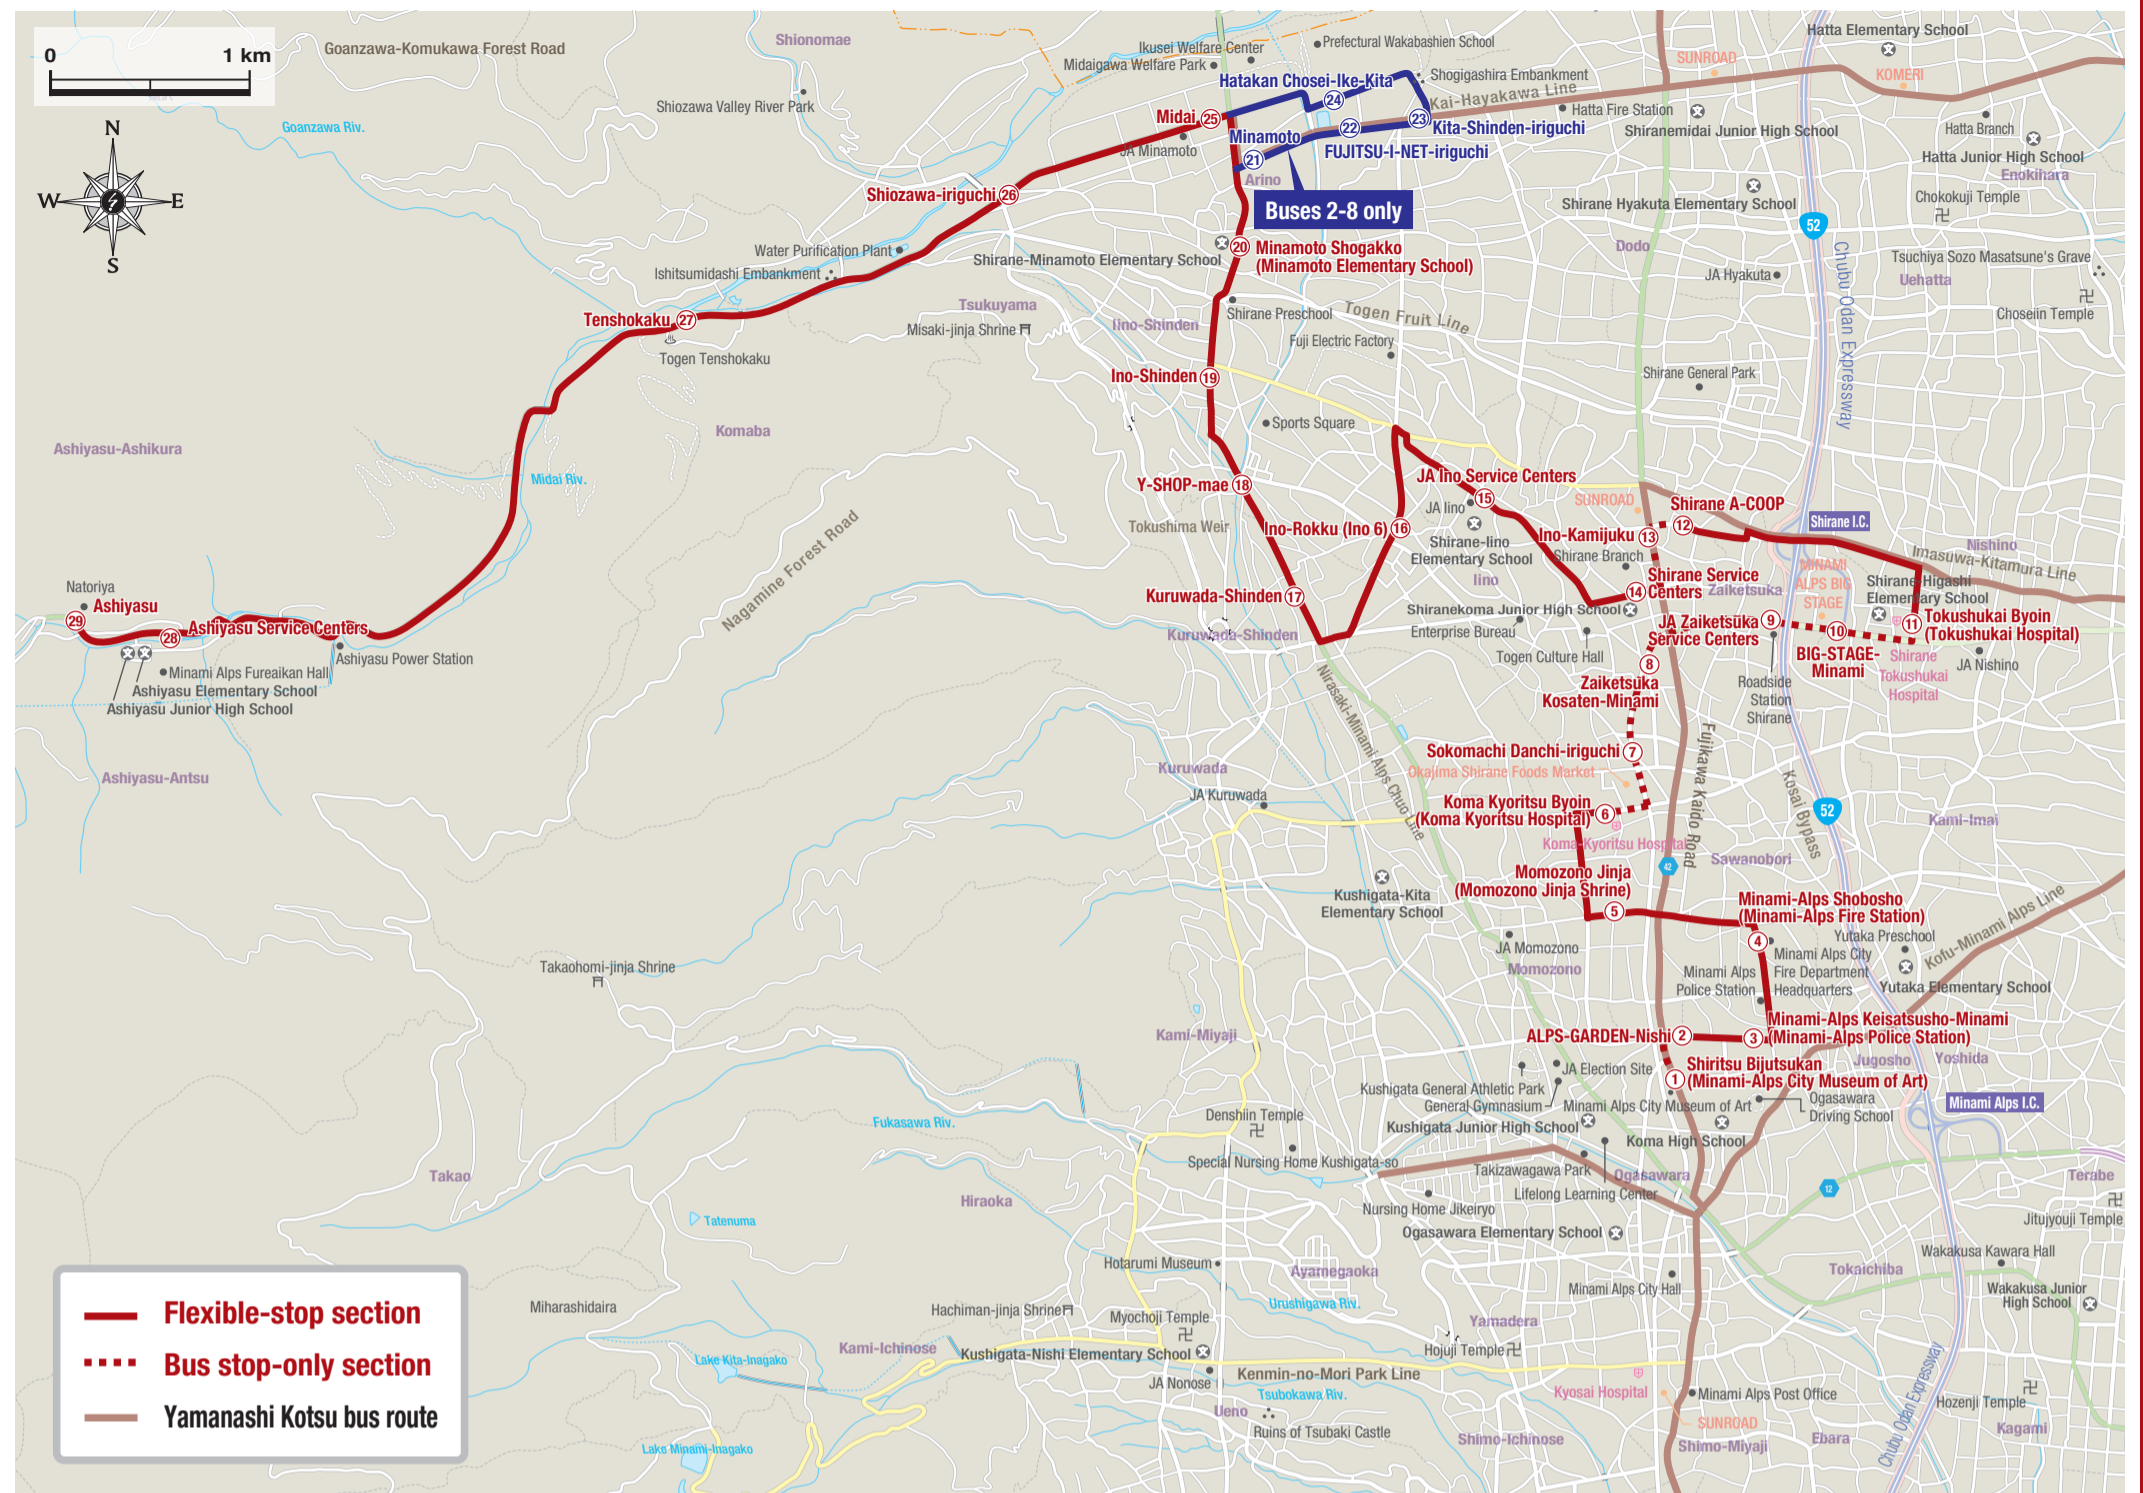 0 1 km
N
W E
S
Goanzawa-Komukawa Forest Road
Goanzawa Riv.
Shionomae
Shiozawa Valley River Park
Ikusei Welfare Center
Midaigawa Welfare Park
Prefectural Wakabashien School
Shogigashira Embankment
Hatakan Chosei-Ike-Kita
24
Kai-Hayakawa Line
Hatta Fire Station
SUNROAD
Hatta Elementary School
KOMERI
Midai 25
JA Minamoto
Minamoto
21
22
FUJITSU-I-NET-iriguchi
23
Kita-Shinden-iriguchi
Shiranemidai Junior High School
Hatta Branch
Hatta Junior High School
Enokihara
Arino
Buses 2-8 only
Shirane Hyakuta Elementary School
Chokokuji Temple
52
Dodo
Shiozawa-iriguchi 26
Water Purification Plant
Ishitsumidashi Embankment
Shirane-Minamoto Elementary School
20
Minamoto Shogakko
(Minamoto Elementary School)
JA Hyakuta
Chubu Odan Expressway
Tsuchiya Sozo Masatsune's Grave
Uehatta
Choseiin Temple
Tenshokaku 27
Togen Tenshokaku
Tsukuyama
Misaki-jinja Shrine
Iino-Shinden
Shirane Preschool
Togen Fruit Line
Fuji Electric Factory
Ino-Shinden 19
Shirane General Park
Sports Square
Komaba
Ashiyasu-Ashikura
Midai Riv.
Y-SHOP-mae 18
Tokushima Weir
Nagamine Forest Road
JA Ino Service Centers
15
JA Iino
Ino-Rokku (Ino 6) 16
Shirane-Iino
Elementary School
Iino
SUNROAD
Shirane A-COOP
12
Ino-Kamijuku 13
Shirane Branch
Shirane I.C.
Nishino
Imasuwa-Kitamura Line
14
Shirane Service
Centers
Zaiketsuka
MINAMI
ALPS BIG
STAGE
Shirane-Higashi
Elementary School
Kuruwada-Shinden 17
Kuruwada-Shinden
Shiranekoma Junior High School
Enterprise Bureau
Togen Culture Hall
JA Zaiketsuka 9
Service Centers
10
BIG-STAGE-
Minami
11
Tokushukai Byoin
(Tokushukai Hospital)
Shirane
Tokushukai
Hospital
JA Nishino
Roadside
Station
Shirane
8
Zaiketsuka
Kosaten-Minami
Natoriya
Ashiyasu
29
28
Ashiyasu Service Centers
Ashiyasu Power Station
Minami Alps Fureaikan Hall
Ashiyasu Elementary School
Ashiyasu Junior High School
Ashiyasu-Antsu
Nirasaki-Minami Alps Chuo Line
Sokomachi Danchi-iriguchi 7
Okajima Shirane Foods Market
Fujikawa Kaido Road
Kosai Bypass
52
Kami-Imai
Kuruwada
JA Kuruwada
Koma Kyoritsu Byoin
(Koma Kyoritsu Hospital) 6
Koma-Kyoritsu Hospital
42
Sawanobori
Momozono Jinja
(Momozono Jinja Shrine)
5
Kushigata-Kita
Elementary School
JA Momozono
Momozono
Minami-Alps Shobosho
(Minami-Alps Fire Station)
4
Yutaka Preschool
Minami Alps City
Fire Department
Headquarters
Minami Alps
Police Station
Yutaka Elementary School
Kofu-Minami Alps Line
Takaohomi-jinja Shrine
Kami-Miyaji
ALPS-GARDEN-Nishi 2
3
Minami-Alps Keisatsusho-Minami
(Minami-Alps Police Station)
Jugosho
Yoshida
1
Shiritsu Bijutsukan
(Minami-Alps City Museum of Art)
JA Election Site
Kushigata General Athletic Park
General Gymnasium
Minami Alps City Museum of Art
Ogasawara
Driving School
Minami Alps I.C.
Kushigata Junior High School
Koma High School
Fukasawa Riv.
Denshiin Temple
Special Nursing Home Kushigata-so
Takizawagawa Park
Ogasawara
Lifelong Learning Center
12
Terabe
Takao
Hiraoka
Nursing Home Jikeiryo
Ogasawara Elementary School
Jitujyouji Temple
Tatenuma
Hotarumi Museum
Ayamegaoka
Wakakusa Kawara Hall
Tokaichiba
Minami Alps City Hall
Wakakusa Junior
High School
Miharashidaira
Hachiman-jinja Shrine
Myochoji Temple
Urushigawa Riv.
Yamadera
Hojuji Temple
Kami-Ichinose
Kushigata-Nishi Elementary School
Lake Kita-Inagako
JA Nonose
Kenmin-no-Mori Park Line
Tsubokawa Riv.
Kyosai Hospital
Minami Alps Post Office
Chubu Odan Expressway
Hozenji Temple
Ueno
Ruins of Tsubaki Castle
SUNROAD
Kagami
Lake Minami-Inagako
Shimo-Ichinose
Shimo-Miyaji
Ebara
Flexible-stop section
Bus stop-only section
Yamanashi Kotsu bus route